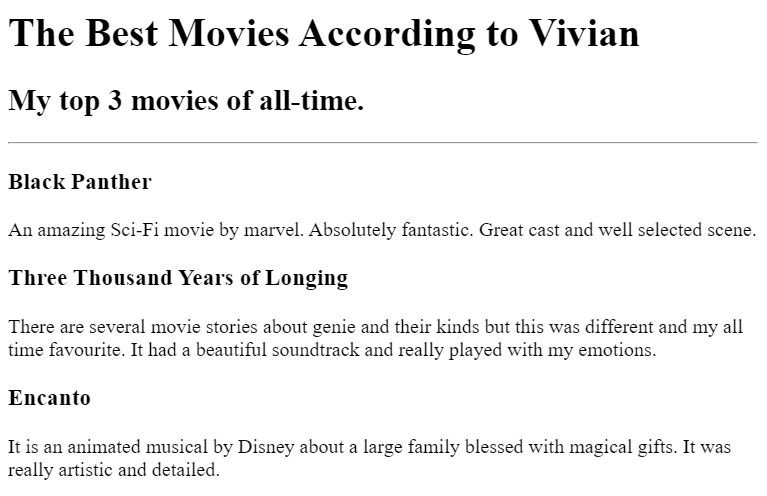 The Best Movies According to Vivian
My top 3 movies of all-time.
Black Panther
An amazing Sci-Fi movie by marvel. Absolutely fantastic. Great cast and well selected scene.
Three Thousand Years of Longing
There are several movie stories about genie and their kinds but this was different and my all
time favourite. It had a beautiful soundtrack and really played with my emotions.
Encanto
It is an animated musical by Disney about a large family blessed with magical gifts. It was
really artistic and detailed.